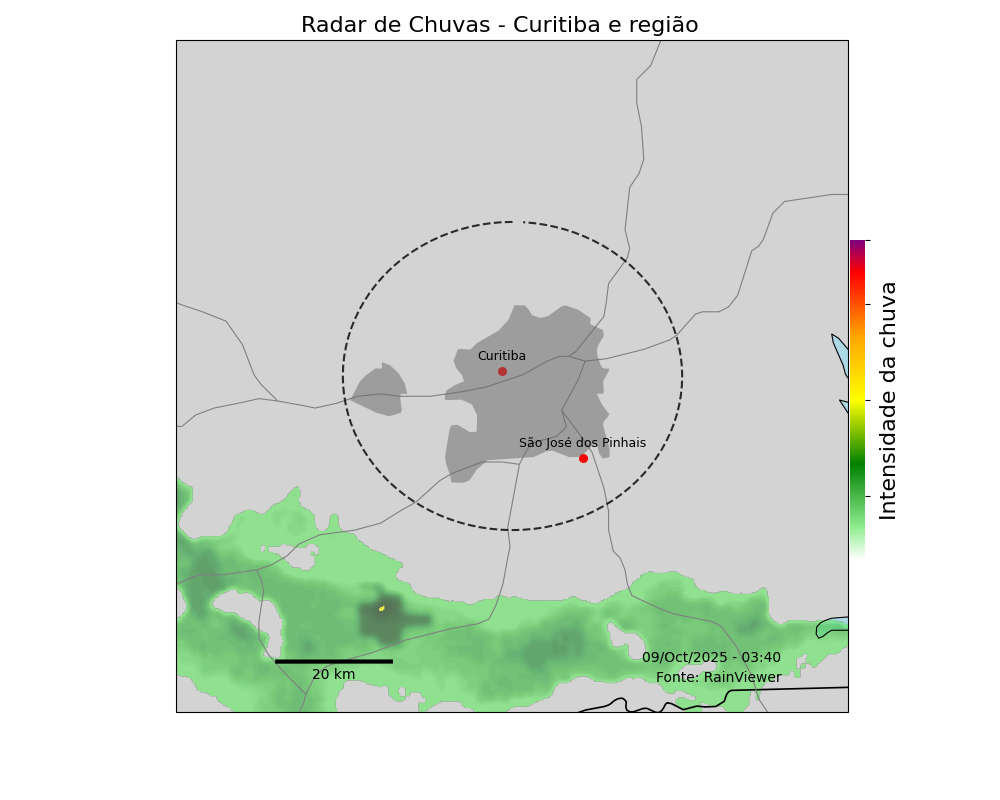 Radar de Chuvas - Curitiba e região
Curitiba
São José dos Pinhais
Intensidade da chuva
09/Oct/2025 - 03:40
20 km
Fonte: RainViewer